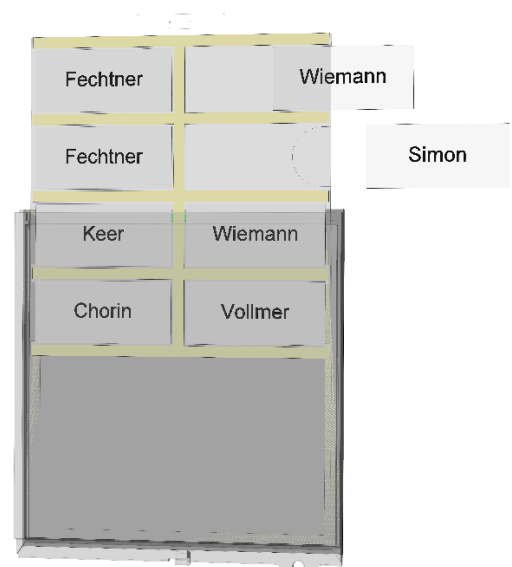 Fechtner Wiemann
Fechtner Simon
Keer Wiemann
Chorin Vollmer